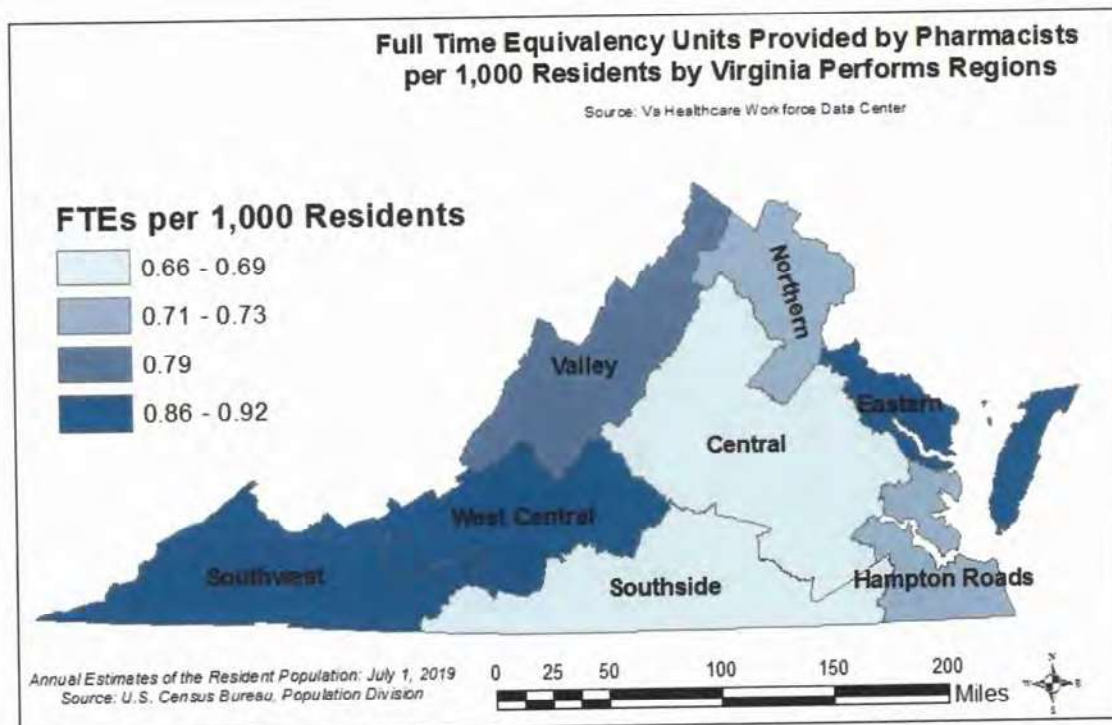 Full Time Equivalency Units Provided by Pharmacists
per 1,000 Residents by Virginia Performs Regions
Source: Va Healthcare Workforce Data Center
FTEs per 1,000 Residents
0.66 - 0.69
0.71 - 0.73
0.79
0.86 - 0.92
Northern
Valley
Eastern
Central
West Central
Southwest
Southside
Hampton Roads
Annual Estimates of the Resident Population: July 1, 2019
Source: U.S. Census Bureau, Population Division
0 25 50 100 150 200
Miles
N
W E
S